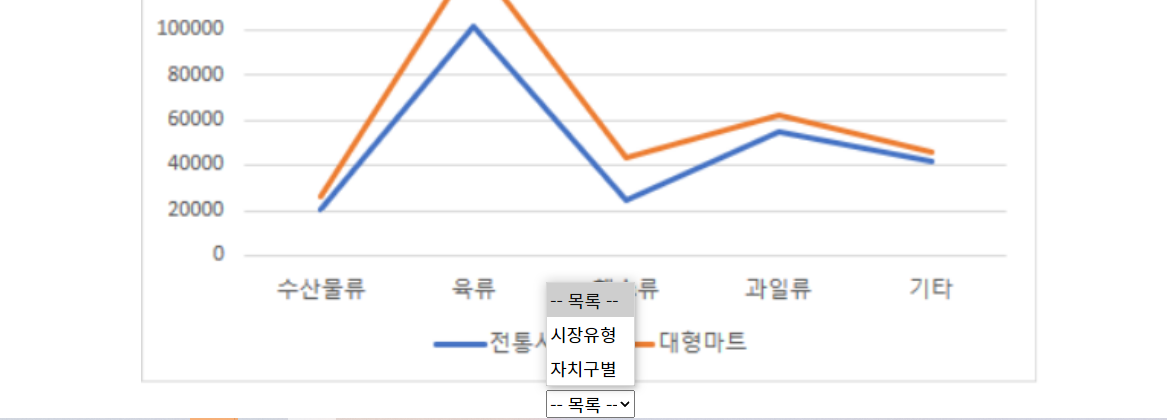 100000
80000
60000
40000
20000
0
수산물류 육류 과일류 기타
-- 목록 --
시장유형
대형마트
자치구별
-- 목록 --